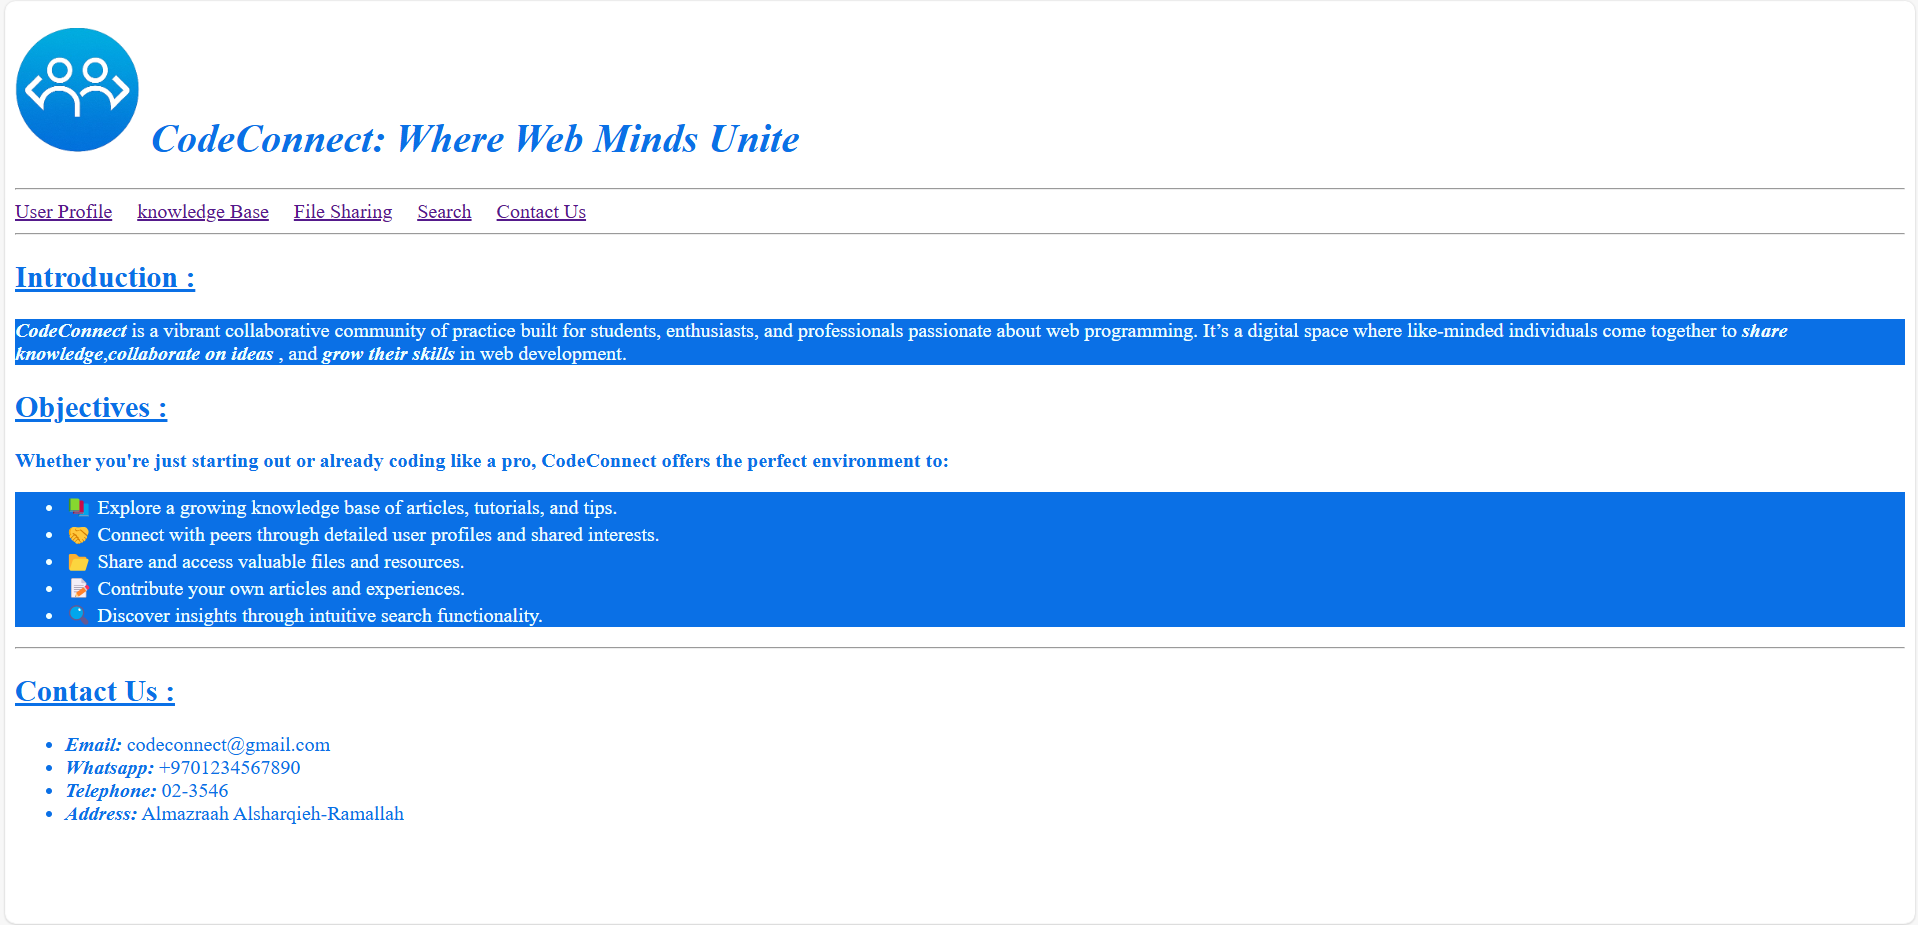 CodeConnect: Where Web Minds Unite
User Profile knowledge Base File Sharing Search Contact Us
Introduction :
CodeConnect is a vibrant collaborative community of practice built for students, enthusiasts, and professionals passionate about web programming. It’s a digital space where like-minded individuals come together to share
knowledge,collaborate on ideas , and grow their skills in web development.
Objectives :
Whether you're just starting out or already coding like a pro, CodeConnect offers the perfect environment to:
• Explore a growing knowledge base of articles, tutorials, and tips.
• Connect with peers through detailed user profiles and shared interests.
• Share and access valuable files and resources.
• Contribute your own articles and experiences.
• Discover insights through intuitive search functionality.
Contact Us :
• Email: codeconnect@gmail.com
• Whatsapp: +9701234567890
• Telephone: 02-3546
• Address: Almazraah Alsharqieh-Ramallah